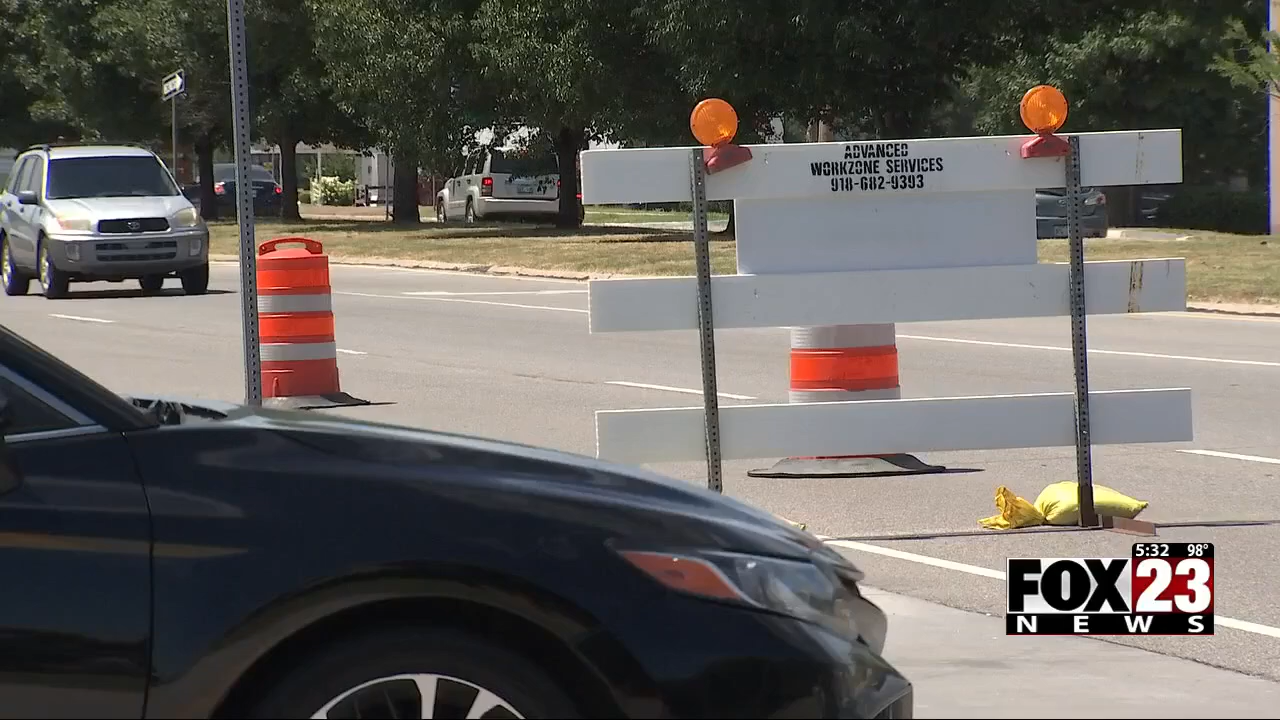 ADVANCED
WORKZONE SERVICES
918-682-9393
5:32 98°
FOX 23
NEWS